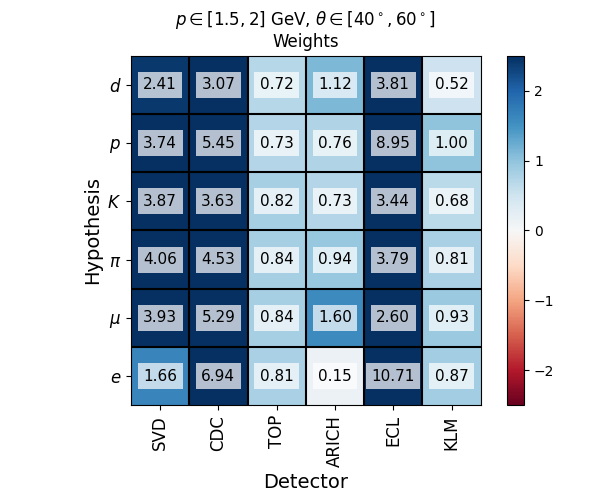 p ∈ [1.5, 2] GeV, θ ∈ [40°, 60°]
Weights
d 2.41 3.07 0.72 1.12 3.81 0.52
p 3.74 5.45 0.73 0.76 8.95 1.00
K 3.87 3.63 0.82 0.73 3.44 0.68
π 4.06 4.53 0.84 0.94 3.79 0.81
μ 3.93 5.29 0.84 1.60 2.60 0.93
e 1.66 6.94 0.81 0.15 10.71 0.87
Hypothesis
SVD CDC TOP ARICH ECL KLM
Detector
2
1
0
−1
−2